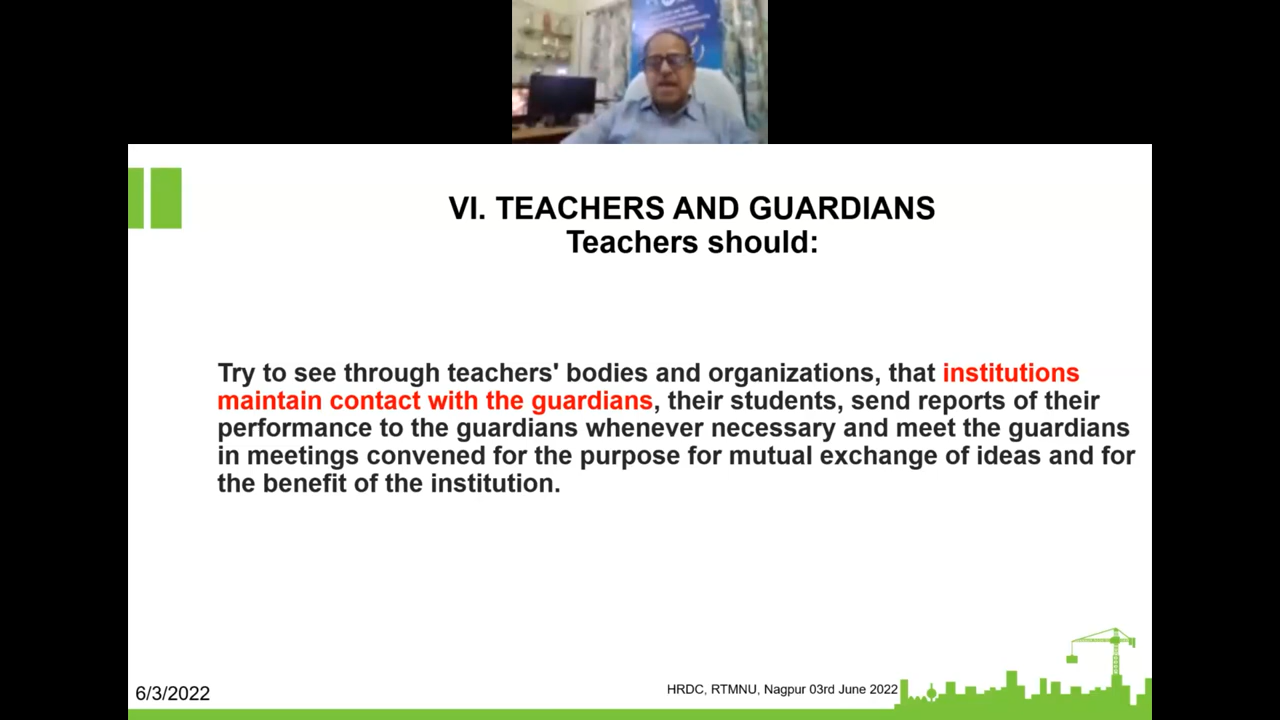 VI. TEACHERS AND GUARDIANS
Teachers should:
Try to see through teachers' bodies and organizations, that institutions
maintain contact with the guardians, their students, send reports of their
performance to the guardians whenever necessary and meet the guardians
in meetings convened for the purpose for mutual exchange of ideas and for
the benefit of the institution.
6/3/2022
HRDC, RTMNU, Nagpur 03rd June 2022